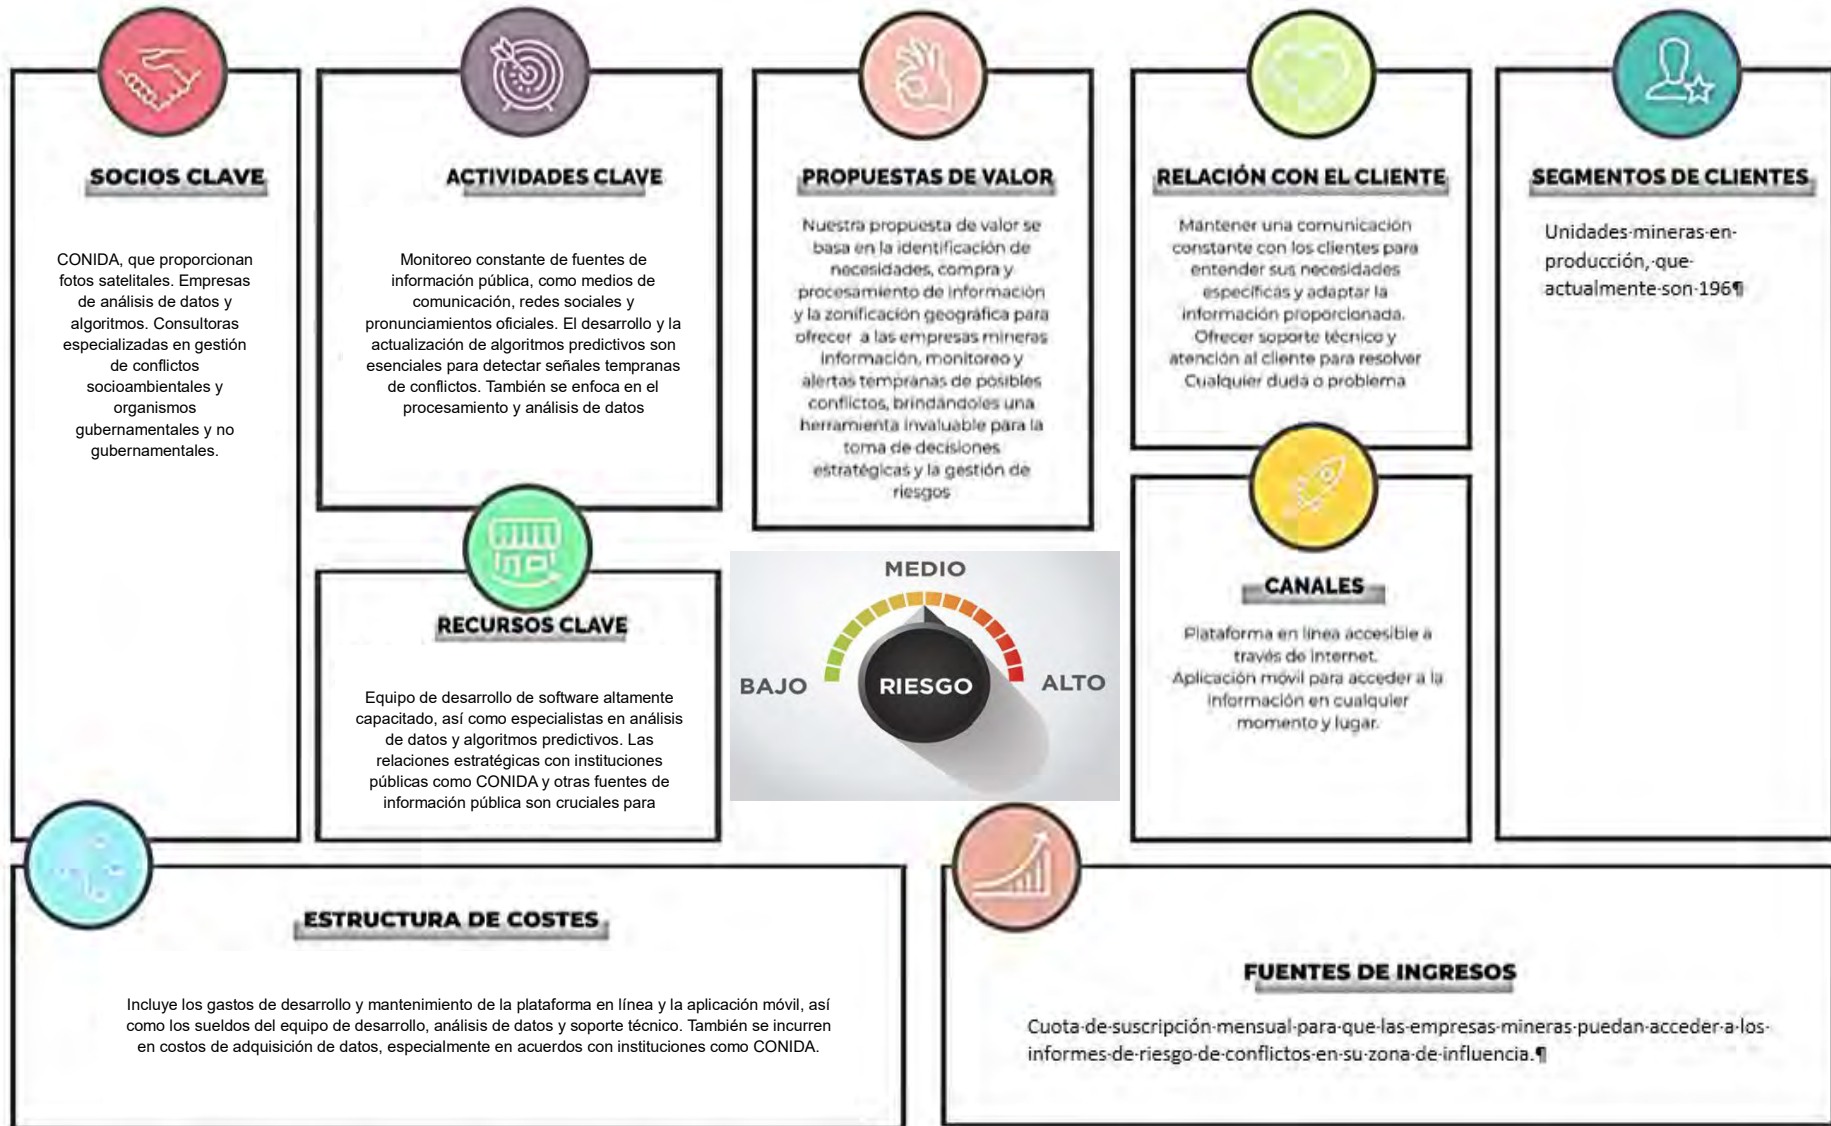 SOCIOS CLAVE
CONIDA, que proporcionan
fotos satelitales. Empresas
de análisis de datos y
algoritmos. Consultoras
especializadas en gestión
de conflictos
socioambientales y
organismos
gubernamentales y no
gubernamentales.
ACTIVIDADES CLAVE
Monitoreo constante de fuentes de
información pública, como medios de
comunicación, redes sociales y
pronunciamientos oficiales. El desarrollo y la
actualización de algoritmos predictivos son
esenciales para detectar señales tempranas
de conflictos. También se enfoca en el
procesamiento y análisis de datos
RECURSOS CLAVE
Equipo de desarrollo de software altamente
capacitado, así como especialistas en análisis
de datos y algoritmos predictivos. Las
relaciones estratégicas con instituciones
públicas como CONIDA y otras fuentes de
información pública son cruciales para
PROPUESTAS DE VALOR
Nuestra propuesta de valor se
basa en la identificación de
necesidades, compra y
procesamiento de información
y la zonificación geográfica para
ofrecer a las empresas mineras
información, monitoreo y
alertas tempranas de posibles
conflictos, brindándoles una
herramienta invaluable para la
toma de decisiones
estratégicas y la gestión de
riesgos
MEDIO
BAJO
RIESGO
ALTO
RELACIÓN CON EL CLIENTE
Mantener una comunicación
constante con los clientes para
entender sus necesidades
específicas y adaptar la
información proporcionada.
Ofrecer soporte técnico y
atención al cliente para resolver
Cualquier duda o problema
CANALES
Plataforma en línea accesible a
través de internet.
Aplicación móvil para acceder a la
información en cualquier
momento y lugar.
SEGMENTOS DE CLIENTES
Unidades·mineras·en·
producción,·que·
actualmente·son·196¶
ESTRUCTURA DE COSTES
Incluye los gastos de desarrollo y mantenimiento de la plataforma en línea y la aplicación móvil, así
como los sueldos del equipo de desarrollo, análisis de datos y soporte técnico. También se incurren
en costos de adquisición de datos, especialmente en acuerdos con instituciones como CONIDA.
FUENTES DE INGRESOS
Cuota·de·suscripción·mensual·para·que·las·empresas·mineras·puedan·acceder·a·los·
informes·de·riesgo·de·conflictos·en·su·zona·de·influencia.¶